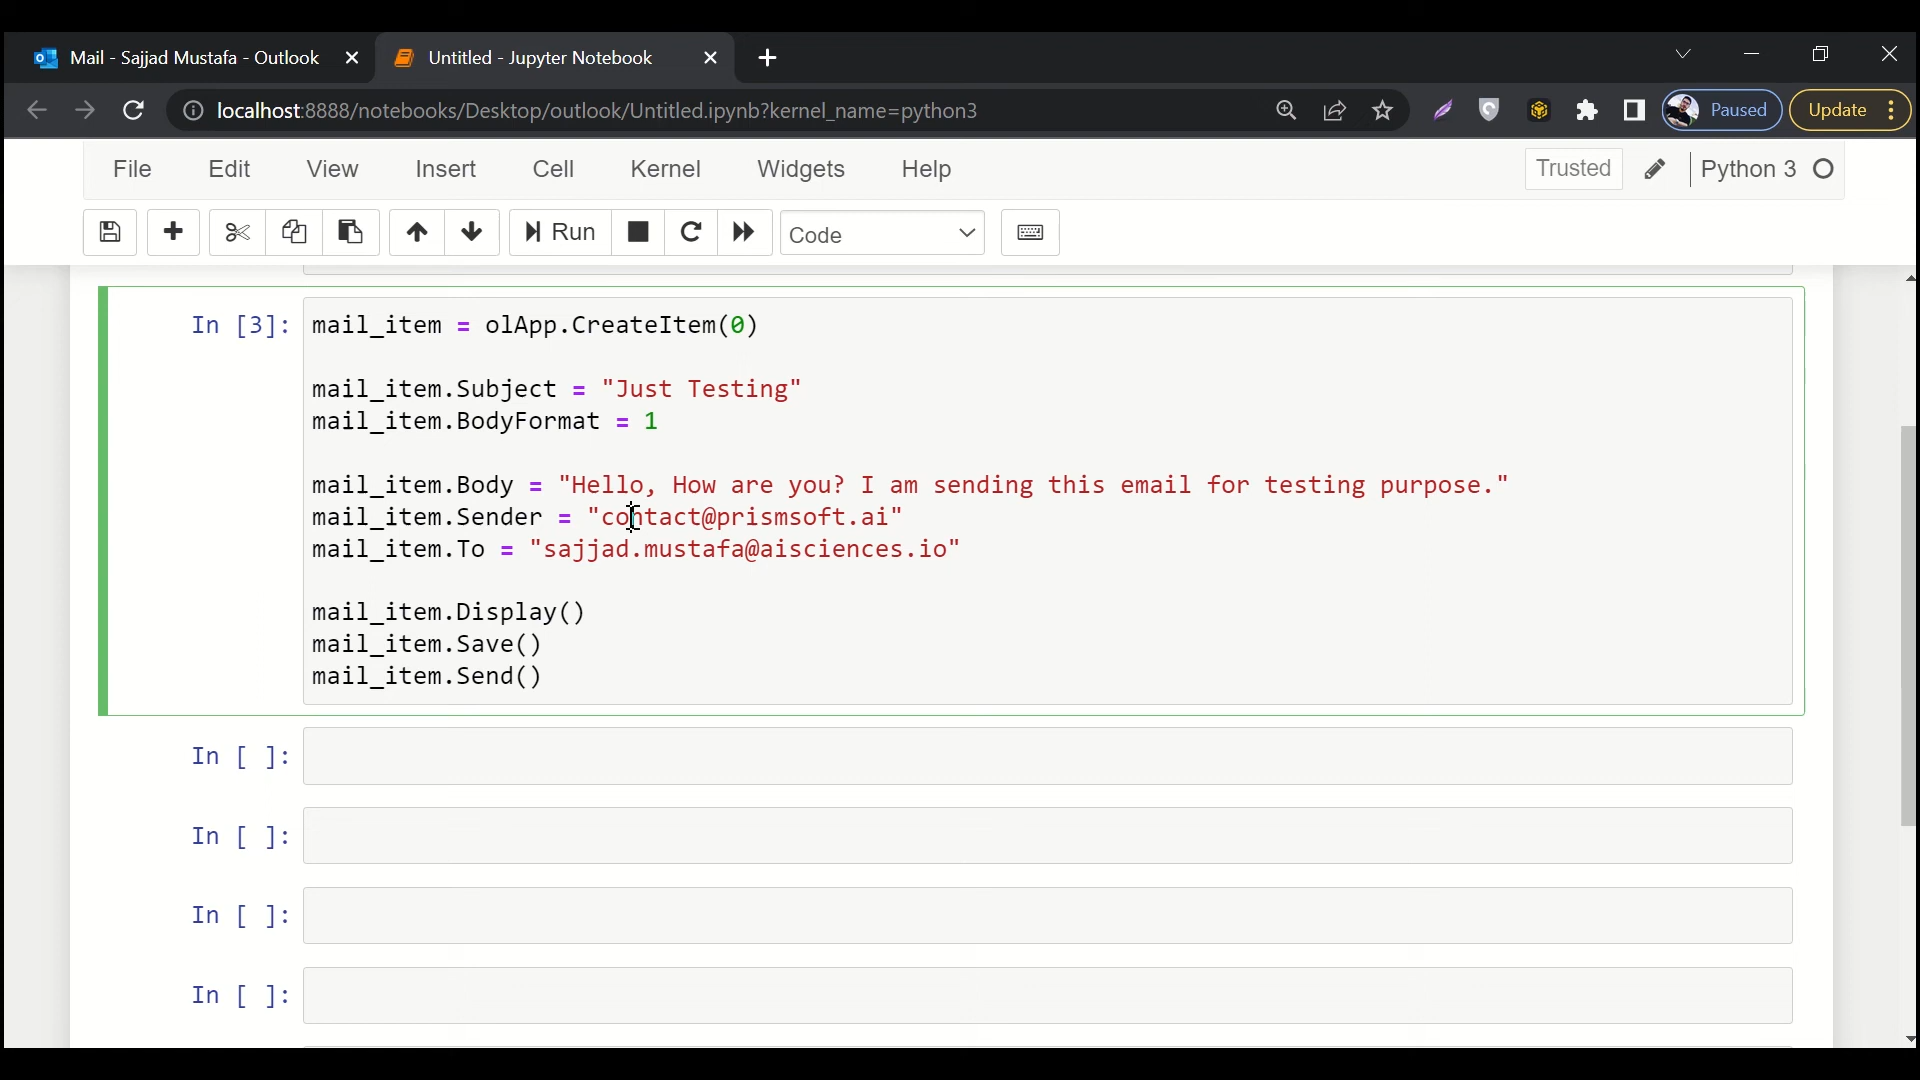 Mail - Sajjad Mustafa - Outlook
Untitled - Jupyter Notebook
localhost:8888/notebooks/Desktop/outlook/Untitled.ipynb?kernel_name=python3
Paused
Update
File Edit View Insert Cell Kernel Widgets Help
Trusted
Python 3
Run
Code
In [3]:
mail_item = olApp.CreateItem(0)
mail_item.Subject = "Just Testing"
mail_item.BodyFormat = 1
mail_item.Body = "Hello, How are you? I am sending this email for testing purpose."
mail_item.Sender = "contact@prismsoft.ai"
mail_item.To = "sajjad.mustafa@aisciences.io"
mail_item.Display()
mail_item.Save()
mail_item.Send()
In [ ]:
In [ ]:
In [ ]:
In [ ]: